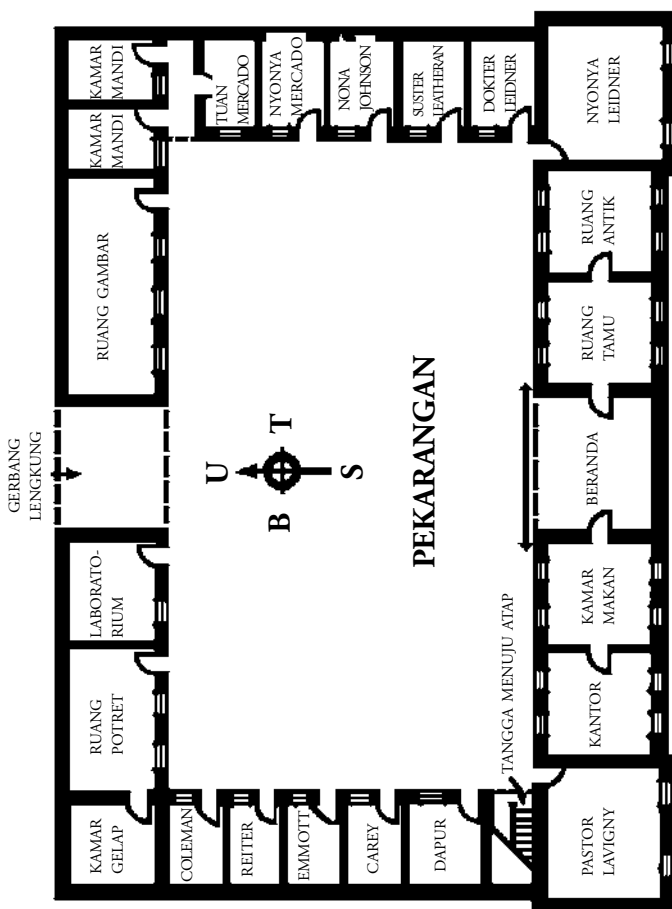 GERBANG
LENGKUNG
KAMAR
MANDI
KAMAR
MANDI
RUANG GAMBAR
LABORATO-
RIUM
RUANG
POTRET
KAMAR
GELAP
TUAN
MERCADO
NYONYA
MERCADO
NONA
JOHNSON
SUSTER
LEATHERAN
DOKTER
LEIDNER
NYONYA
LEIDNER
U
T
B
S
PEKARANGAN
COLEMAN
REITER
EMMOTT
CAREY
DAPUR
TANGGA MENUJU ATAP
PASTOR
LAVIGNY
KANTOR
KAMAR
MAKAN
BERANDA
RUANG
TAMU
RUANG
ANTIK